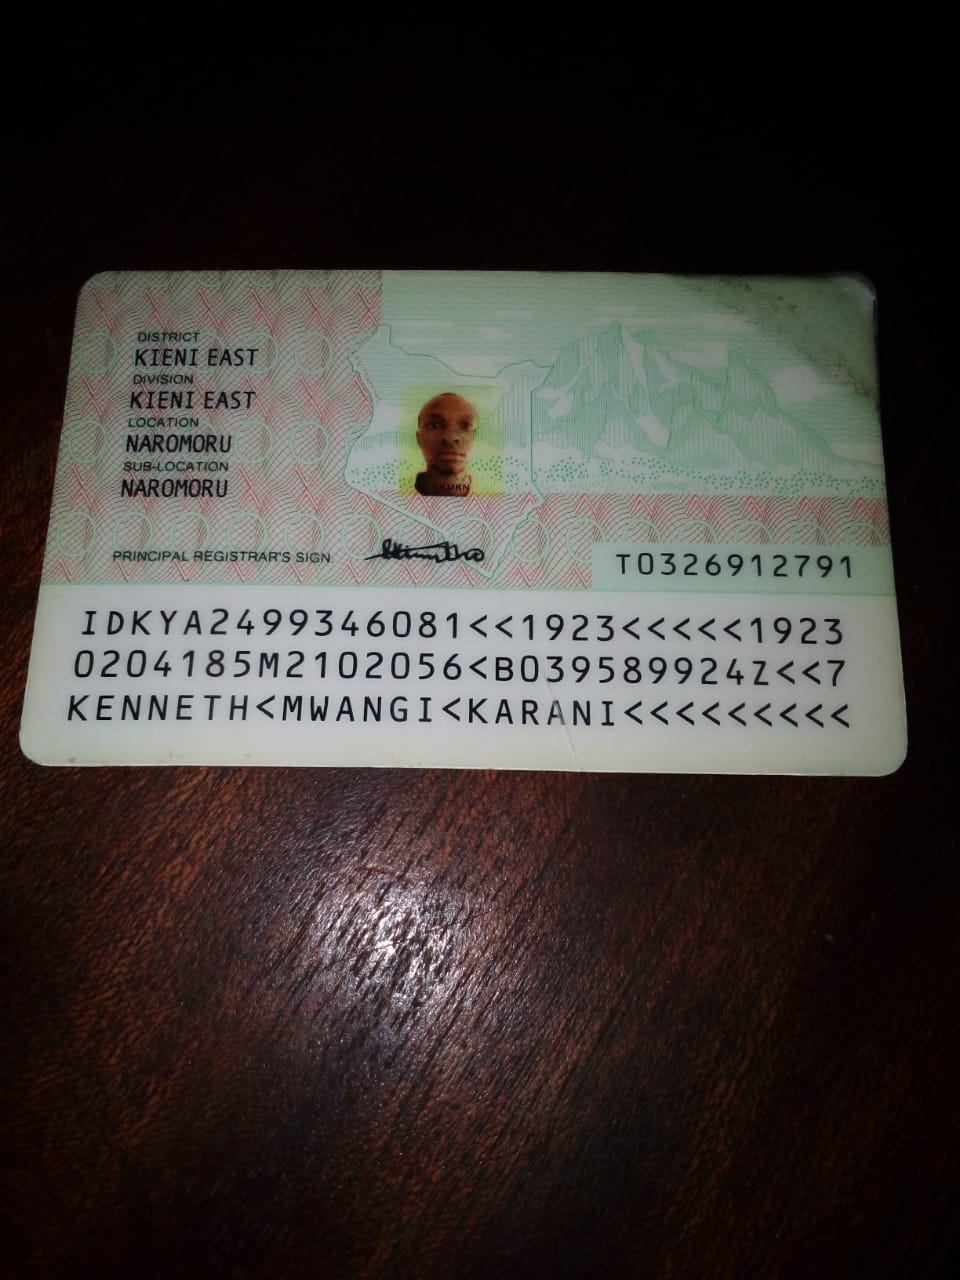 DISTRICT
KIENI EAST
DIVISION
KIENI EAST
LOCATION
NAROMORU
SUB-LOCATION
NAROMORU
PRINCIPAL REGISTRAR'S SIGN
T0326912791
IDKYA2499346081<<1923<<<<<1923
0204185M2102056<B039589924Z<<7
KENNETH<MWANGI<KARANI<<<<<<<<<